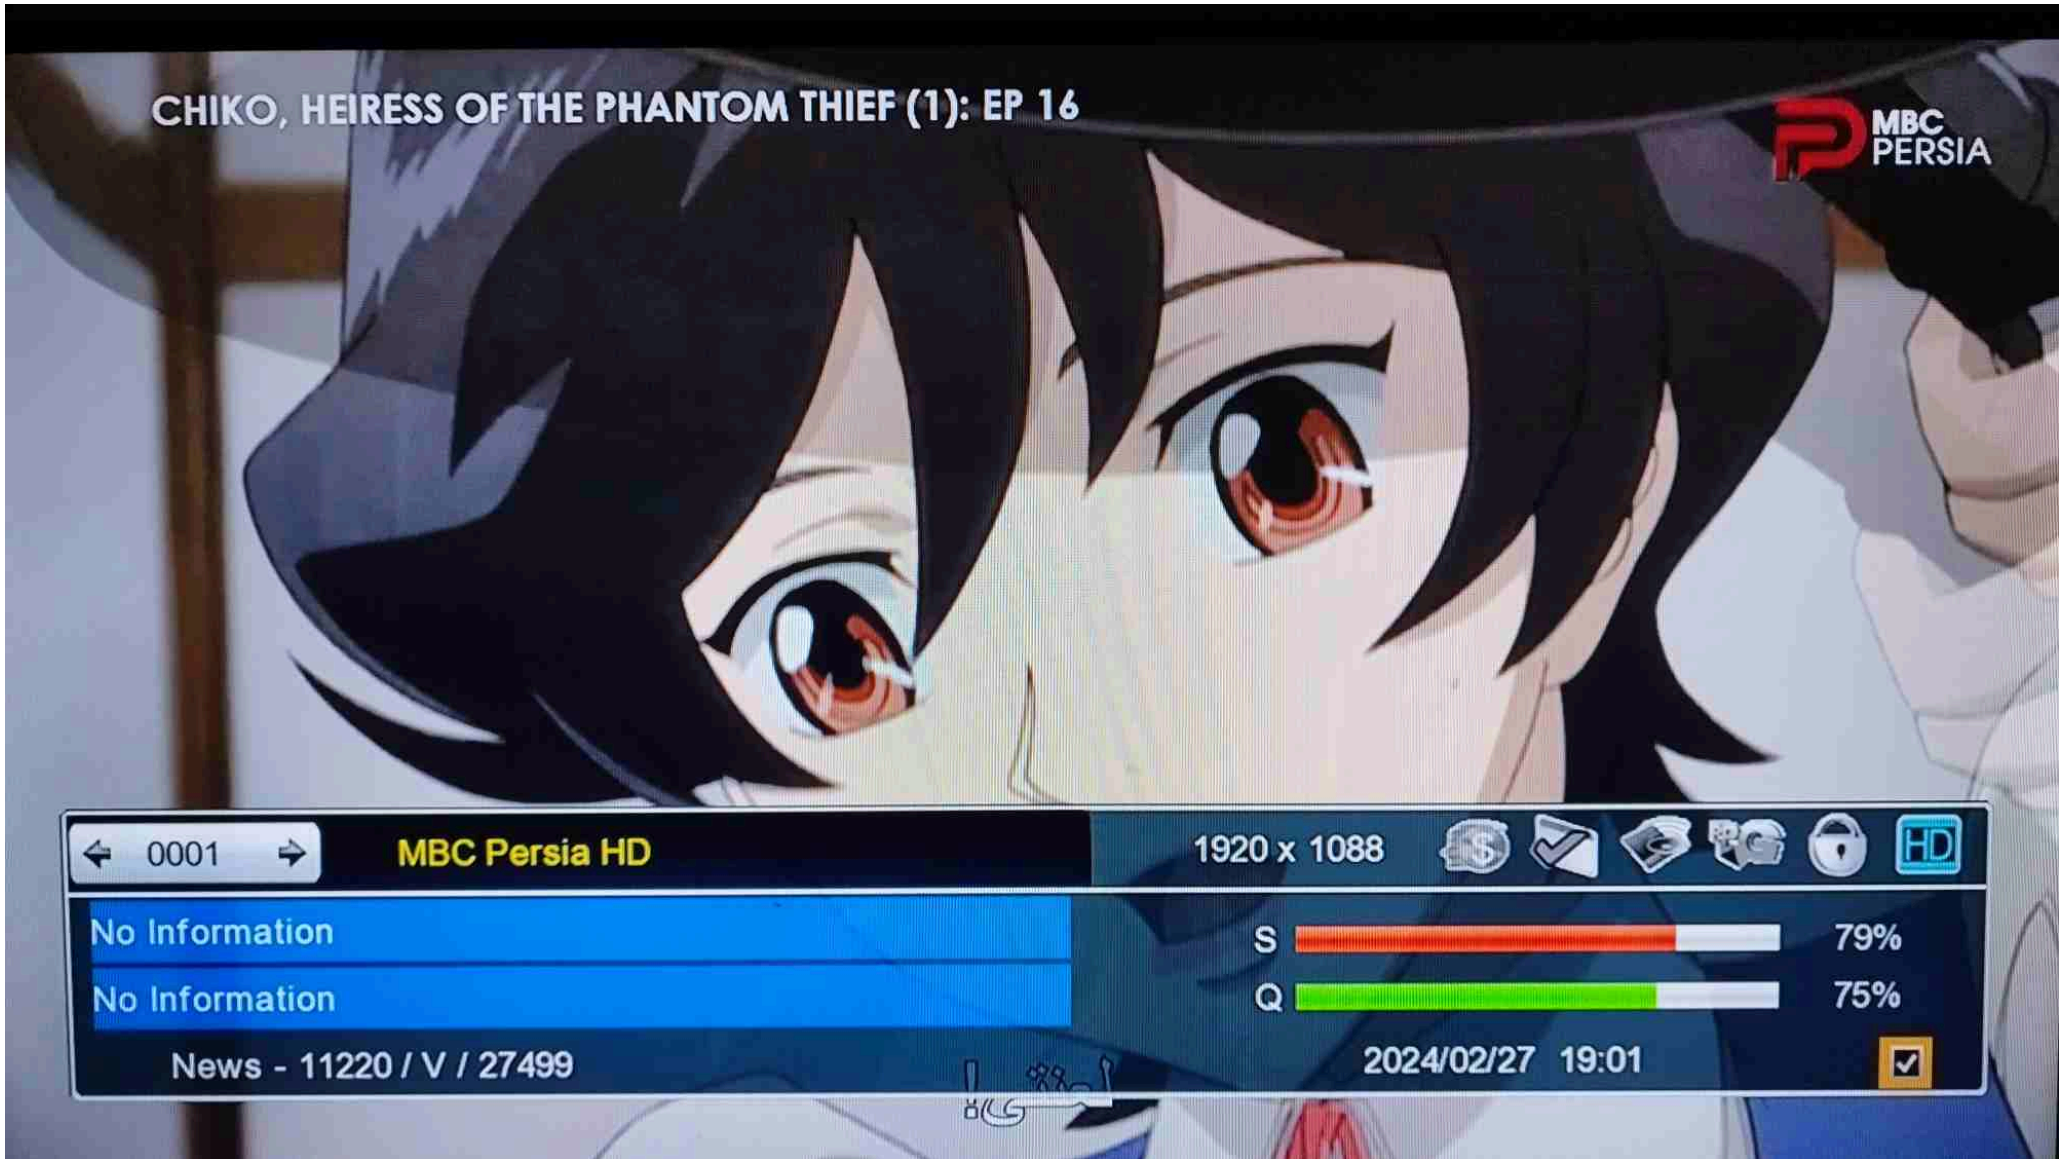 CHIKO, HEIRESS OF THE PHANTOM THIEF (1): EP 16
MBC
PERSIA
0001
MBC Persia HD
1920 x 1088
HD
No Information
S
79%
No Information
Q
75%
News - 11220 / V / 27499
2024/02/27 19:01